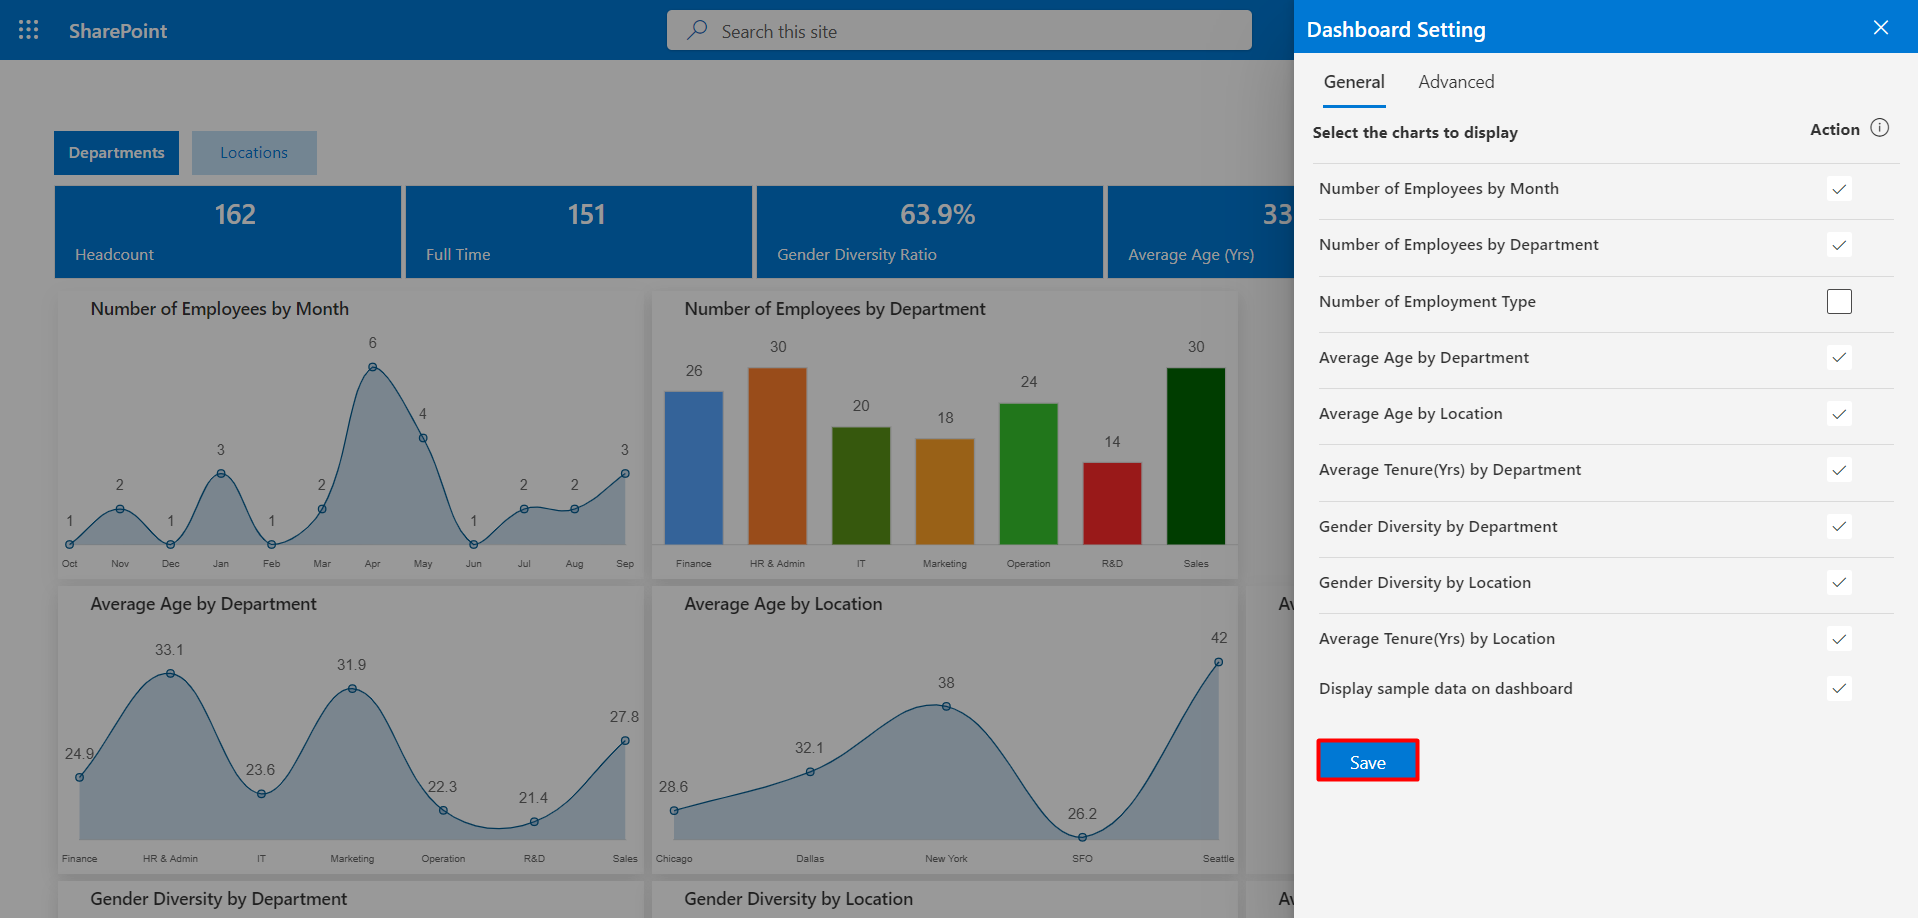 SharePoint
Search this site
Departments
Locations
162
Headcount
151
Full Time
63.9%
Gender Diversity Ratio
33
Average Age (Yrs)
Number of Employees by Month
1
2
1
3
1
2
6
4
1
2
2
3
Oct Nov Dec Jan Feb Mar Apr May Jun Jul Aug Sep
Number of Employees by Department
26
30
20
18
24
14
30
Finance HR & Admin IT Marketing Operation R&D Sales
Average Age by Department
24.9
33.1
23.6
31.9
22.3
21.4
27.8
Finance HR & Admin IT Marketing Operation R&D Sales
Average Age by Location
28.6
32.1
38
26.2
42
Chicago Dallas New York SFO Seattle
Gender Diversity by Department
Gender Diversity by Location
Dashboard Setting
General
Advanced
Select the charts to display
Action
Number of Employees by Month
Number of Employees by Department
Number of Employment Type
Average Age by Department
Average Age by Location
Average Tenure(Yrs) by Department
Gender Diversity by Department
Gender Diversity by Location
Average Tenure(Yrs) by Location
Display sample data on dashboard
Save